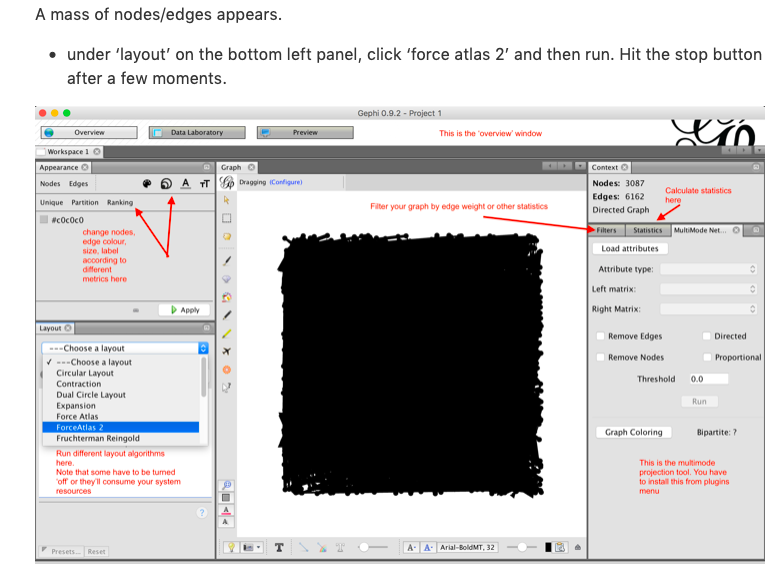 A mass of nodes/edges appears.
• under ‘layout’ on the bottom left panel, click ‘force atlas 2’ and then run. Hit the stop button
after a few moments.
Gephi 0.9.2 - Project 1
Overview
Data Laboratory
Preview
This is the 'overview' window
Workspace 1
Appearance
Nodes Edges
Unique Partition Ranking
#c0c0c0
change nodes,
edge colour,
size, label
according to
different
metrics here
Apply
Layout
---Choose a layout
✓ ---Choose a layout
Circular Layout
Contraction
Dual Circle Layout
Expansion
Force Atlas
ForceAtlas 2
Fruchterman Reingold
Run different layout algorithms
here.
Note that some have to be turned
'off' or they'll consume your system
resources
Presets... Reset
Graph
Dragging (Configure)
Filter your graph by edge weight or other statistics
Arial-BoldMT, 32
Context
Nodes: 3087
Edges: 6162
Directed Graph
Calculate statistics
here
Filters
Statistics
MultiMode Net...
Load attributes
Attribute type:
Left matrix:
Right Matrix:
Remove Edges
Directed
Remove Nodes
Proportional
Threshold 0.0
Run
Graph Coloring
Bipartite: ?
This is the multimode
projection tool. You have
to install this from plugins
menu